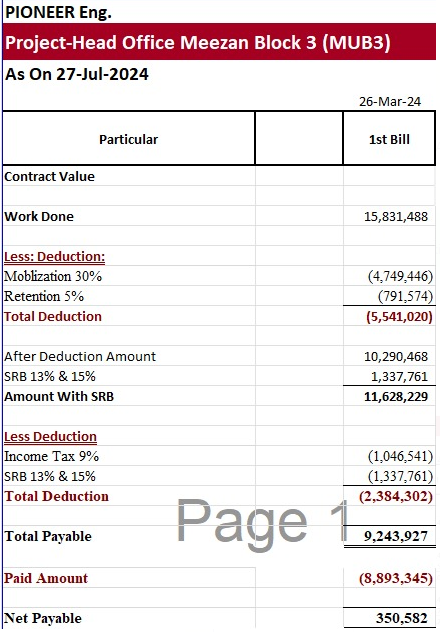 PIONEER Eng.
Project-Head Office Meezan Block 3 (MUB3)
As On 27-Jul-2024
26-Mar-24
Particular 1st Bill
Contract Value
Work Done 15,831,488
Less: Deduction:
Moblization 30% (4,749,446)
Retention 5% (791,574)
Total Deduction (5,541,020)
After Deduction Amount 10,290,468
SRB 13% & 15% 1,337,761
Amount With SRB 11,628,229
Less Deduction
Income Tax 9% (1,046,541)
SRB 13% & 15% (1,337,761)
Total Deduction (2,384,302)
Page 1
Total Payable 9,243,927
Paid Amount (8,893,345)
Net Payable 350,582